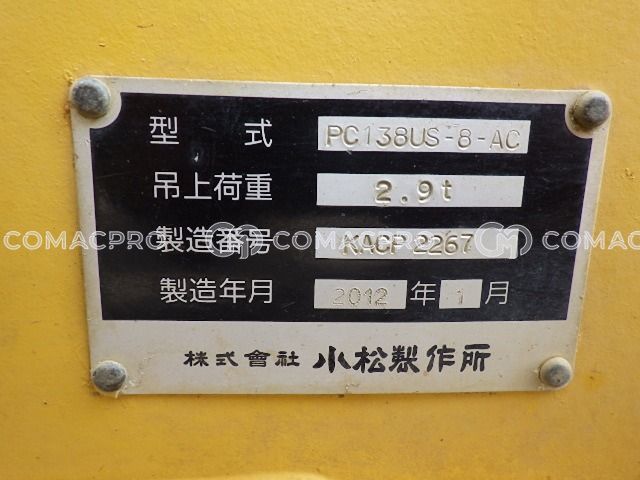 型 式 PC138US-8-AC
吊上荷重 2.9t
製造番号 KACP 2267
製造年月 2012 年 1 月
株式會社 小松製作所
COMACPRO COMACPRO